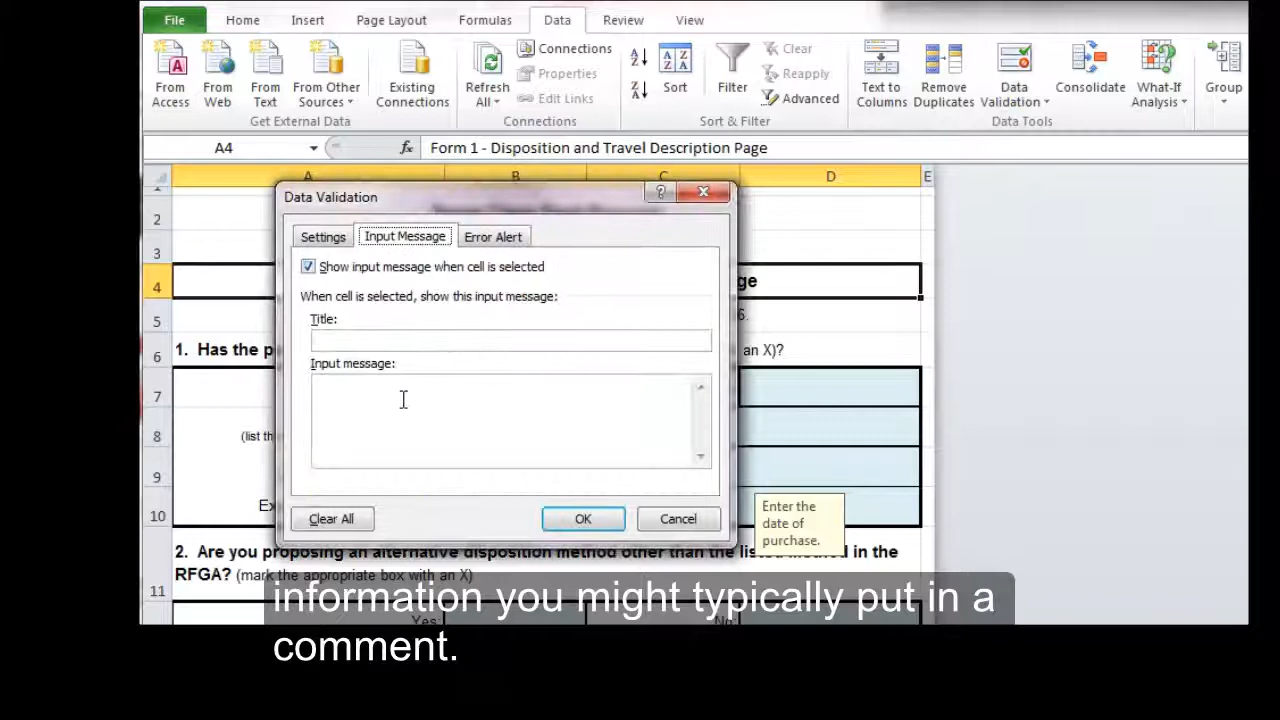 File Home Insert Page Layout Formulas Data Review View
From Access
From Web
From Text
From Other Sources
Existing Connections
Get External Data
Refresh All
Connections
Properties
Edit Links
Connections
Sort
Filter
Clear
Reapply
Advanced
Sort & Filter
Text to Columns
Remove Duplicates
Data Validation
Consolidate
What-If Analysis
Data Tools
Group
A4 fx Form 1 - Disposition and Travel Description Page
A B C D E
2
3
4
5
6
7
8
9
10
11
Data Validation
Settings Input Message Error Alert
Show input message when cell is selected
When cell is selected, show this input message:
Title:
Input message:
Clear All OK Cancel
ge
6.
1. Has the p
an X)?
(list th
Ex
Enter the
date of
purchase.
2. Are you proposing an alternative disposition method other than the listed method in the
RFGA? (mark the appropriate box with an X)
Yes: No:
information you might typically put in a
comment.